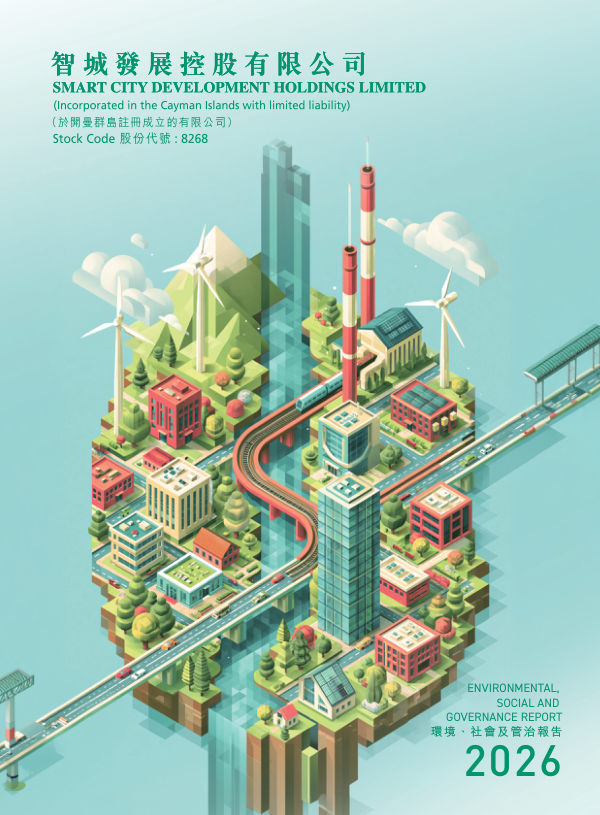 智城發展控股有限公司
SMART CITY DEVELOPMENT HOLDINGS LIMITED
(Incorporated in the Cayman Islands with limited liability)
(於開曼群島註冊成立的有限公司)
Stock Code 股份代號 : 8268
ENVIRONMENTAL,
SOCIAL AND
GOVERNANCE REPORT
環境、社會及管治報告
2026